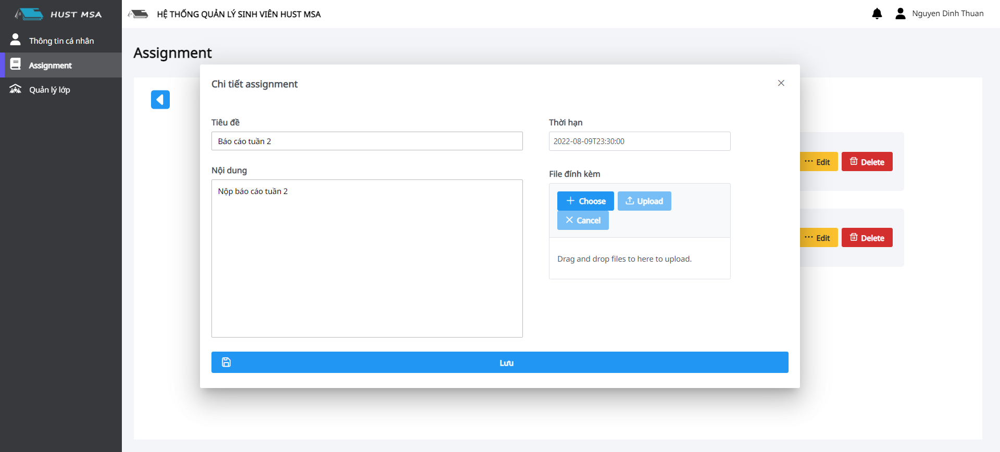 HUST MSA
HỆ THỐNG QUẢN LÝ SINH VIÊN HUST MSA
Nguyen Dinh Thuan
Thông tin cá nhân
Assignment
Quản lý lớp
Assignment
Chi tiết assignment
Tiêu đề
Báo cáo tuần 2
Nội dung
Nộp báo cáo tuần 2
Thời hạn
2022-08-09T23:30:00
File đính kèm
Choose
Upload
Cancel
Drag and drop files to here to upload.
Lưu
Edit
Delete
Edit
Delete